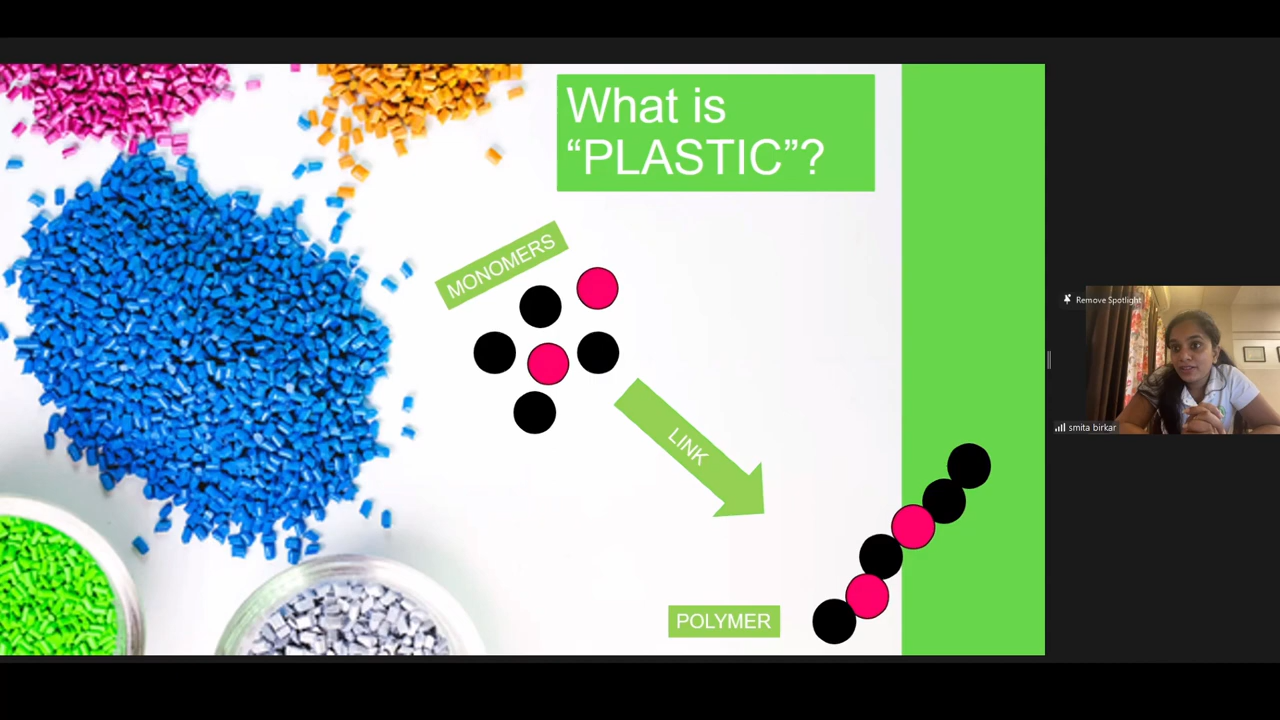 What is
“PLASTIC”?
MONOMERS
LINK
POLYMER
Remove Spotlight
smita birkar